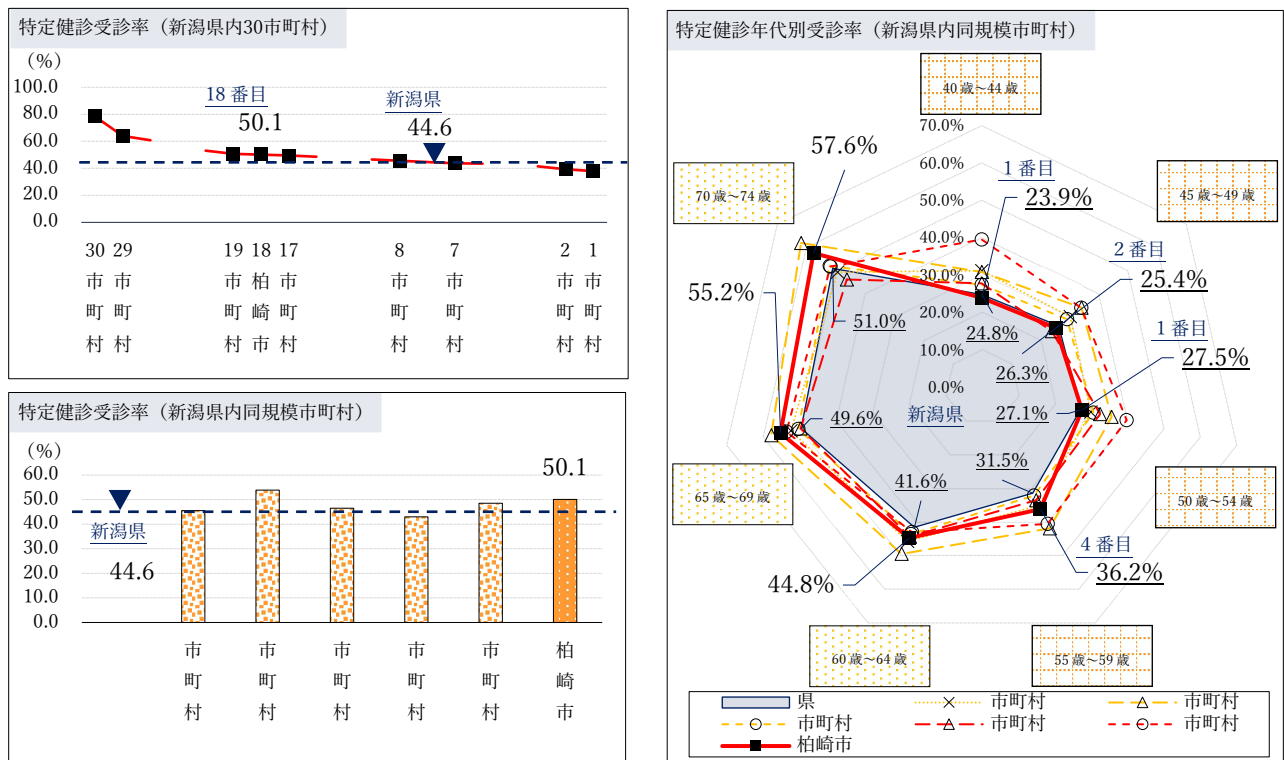 特定健診受診率（新潟県内30市町村）
（%）
100.0
80.0
60.0
40.0
20.0
0.0
18番目
50.1
新潟県
44.6
30市町村
29市町村
19市町村
18柏崎市
17市町村
8市町村
7市町村
2市町村
1市町村
特定健診受診率（新潟県内同規模市町村）
（%）
60.0
50.0
40.0
30.0
20.0
10.0
0.0
新潟県
44.6
50.1
市町村
市町村
市町村
市町村
市町村
柏崎市
特定健診年代別受診率（新潟県内同規模市町村）
40歳～44歳
45歳～49歳
50歳～54歳
55歳～59歳
60歳～64歳
65歳～69歳
70歳～74歳
70.0%
60.0%
50.0%
40.0%
30.0%
20.0%
10.0%
0.0%
1番目
23.9%
2番目
25.4%
1番目
27.5%
4番目
36.2%
44.8%
55.2%
57.6%
24.8%
26.3%
27.1%
31.5%
41.6%
49.6%
51.0%
新潟県
県
市町村
市町村
市町村
市町村
市町村
柏崎市